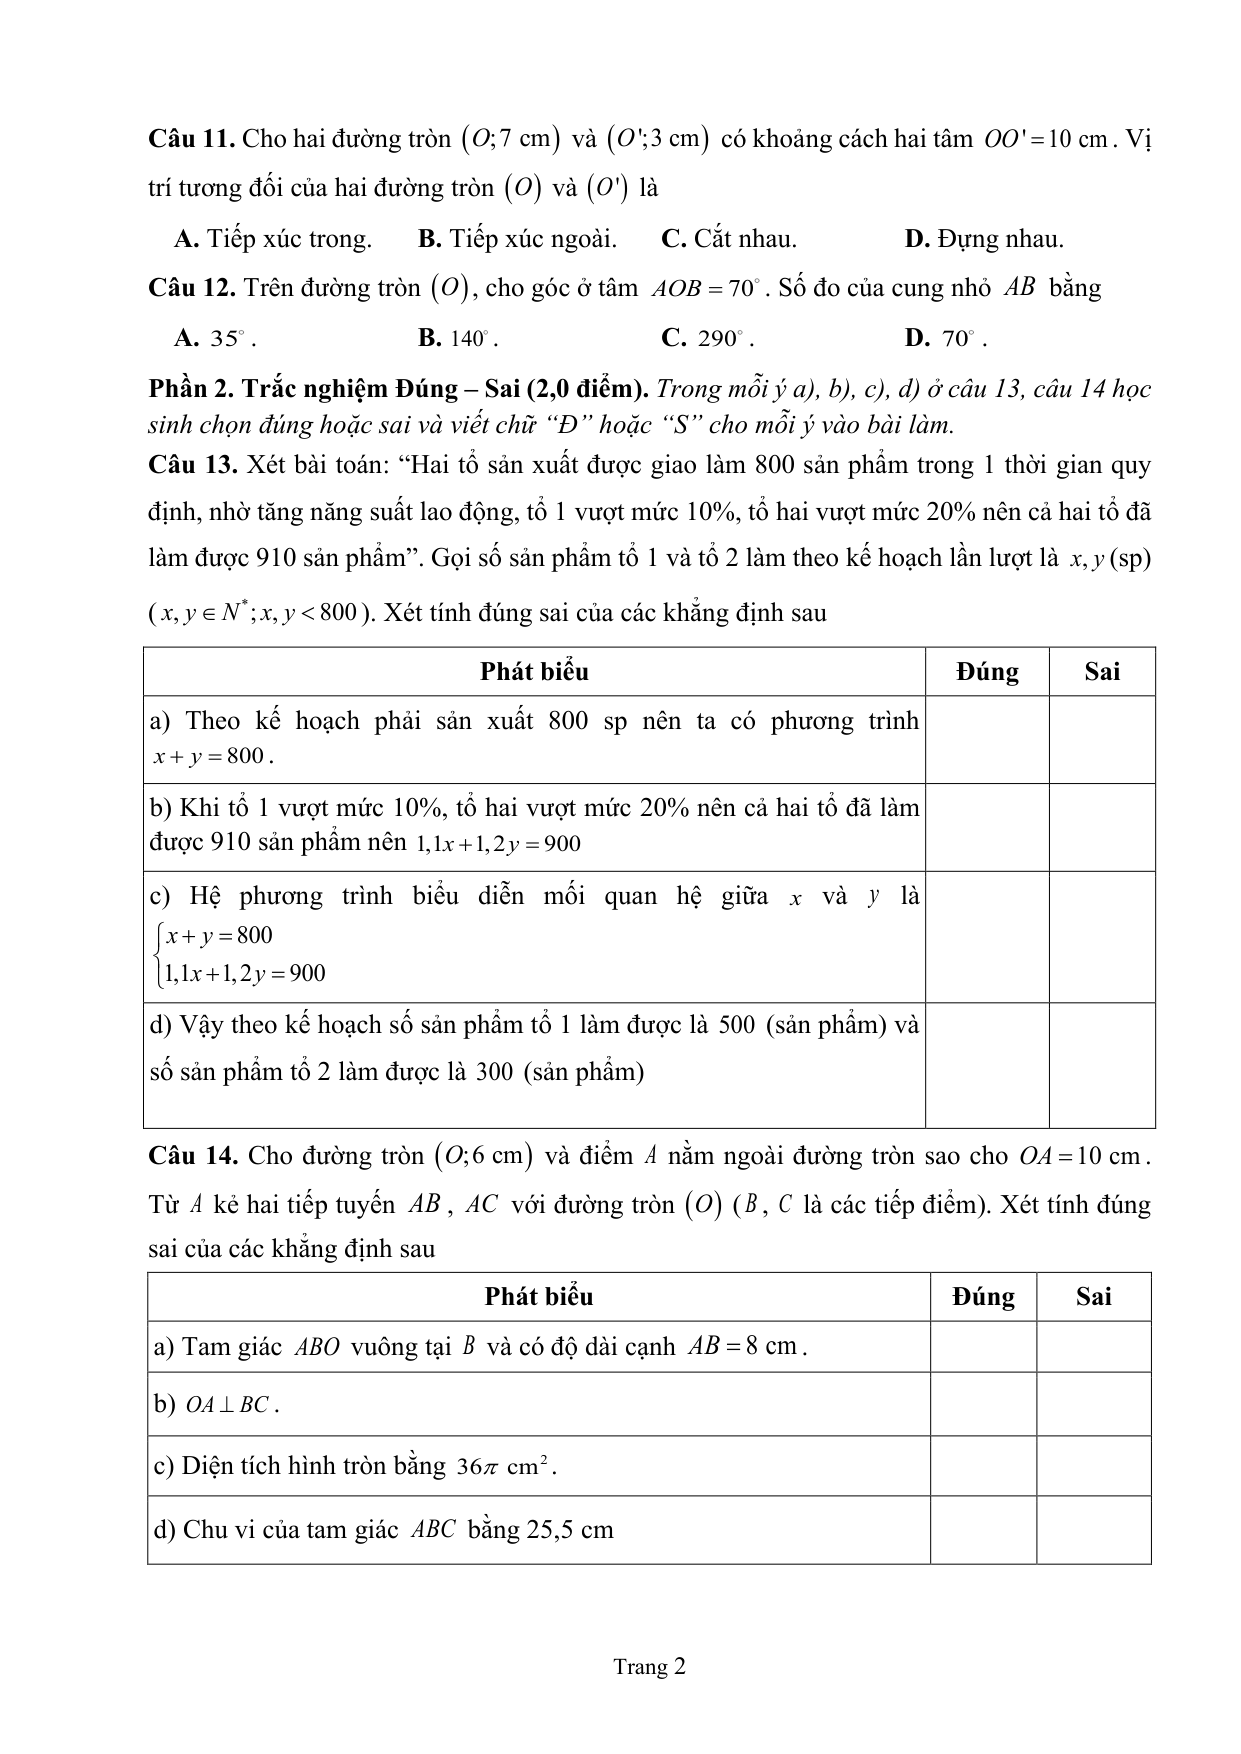 Câu 11. Cho hai đường tròn (O;7 cm) và (O';3 cm) có khoảng cách hai tâm OO' = 10 cm. Vị
trí tương đối của hai đường tròn (O) và (O') là
A. Tiếp xúc trong. B. Tiếp xúc ngoài. C. Cắt nhau. D. Đựng nhau.
Câu 12. Trên đường tròn (O), cho góc ở tâm AOB = 70°. Số đo của cung nhỏ AB bằng
A. 35°. B. 140°. C. 290°. D. 70°.
Phần 2. Trắc nghiệm Đúng – Sai (2,0 điểm). Trong mỗi ý a), b), c), d) ở câu 13, câu 14 học
sinh chọn đúng hoặc sai và viết chữ “Đ” hoặc “S” cho mỗi ý vào bài làm.
Câu 13. Xét bài toán: “Hai tổ sản xuất được giao làm 800 sản phẩm trong 1 thời gian quy
định, nhờ tăng năng suất lao động, tổ 1 vượt mức 10%, tổ hai vượt mức 20% nên cả hai tổ đã
làm được 910 sản phẩm”. Gọi số sản phẩm tổ 1 và tổ 2 làm theo kế hoạch lần lượt là x, y (sp)
( x, y ∈ N*; x, y < 800 ). Xét tính đúng sai của các khẳng định sau
Phát biểu Đúng Sai
a) Theo kế hoạch phải sản xuất 800 sp nên ta có phương trình
x + y = 800.
b) Khi tổ 1 vượt mức 10%, tổ hai vượt mức 20% nên cả hai tổ đã làm
được 910 sản phẩm nên 1,1x + 1,2y = 900
c) Hệ phương trình biểu diễn mối quan hệ giữa x và y là
{ x + y = 800
1,1x + 1,2y = 900
d) Vậy theo kế hoạch số sản phẩm tổ 1 làm được là 500 (sản phẩm) và
số sản phẩm tổ 2 làm được là 300 (sản phẩm)
Câu 14. Cho đường tròn (O;6 cm) và điểm A nằm ngoài đường tròn sao cho OA = 10 cm.
Từ A kẻ hai tiếp tuyến AB, AC với đường tròn (O) (B, C là các tiếp điểm). Xét tính đúng
sai của các khẳng định sau
Phát biểu Đúng Sai
a) Tam giác ABO vuông tại B và có độ dài cạnh AB = 8 cm.
b) OA ⊥ BC.
c) Diện tích hình tròn bằng 36π cm².
d) Chu vi của tam giác ABC bằng 25,5 cm
Trang 2